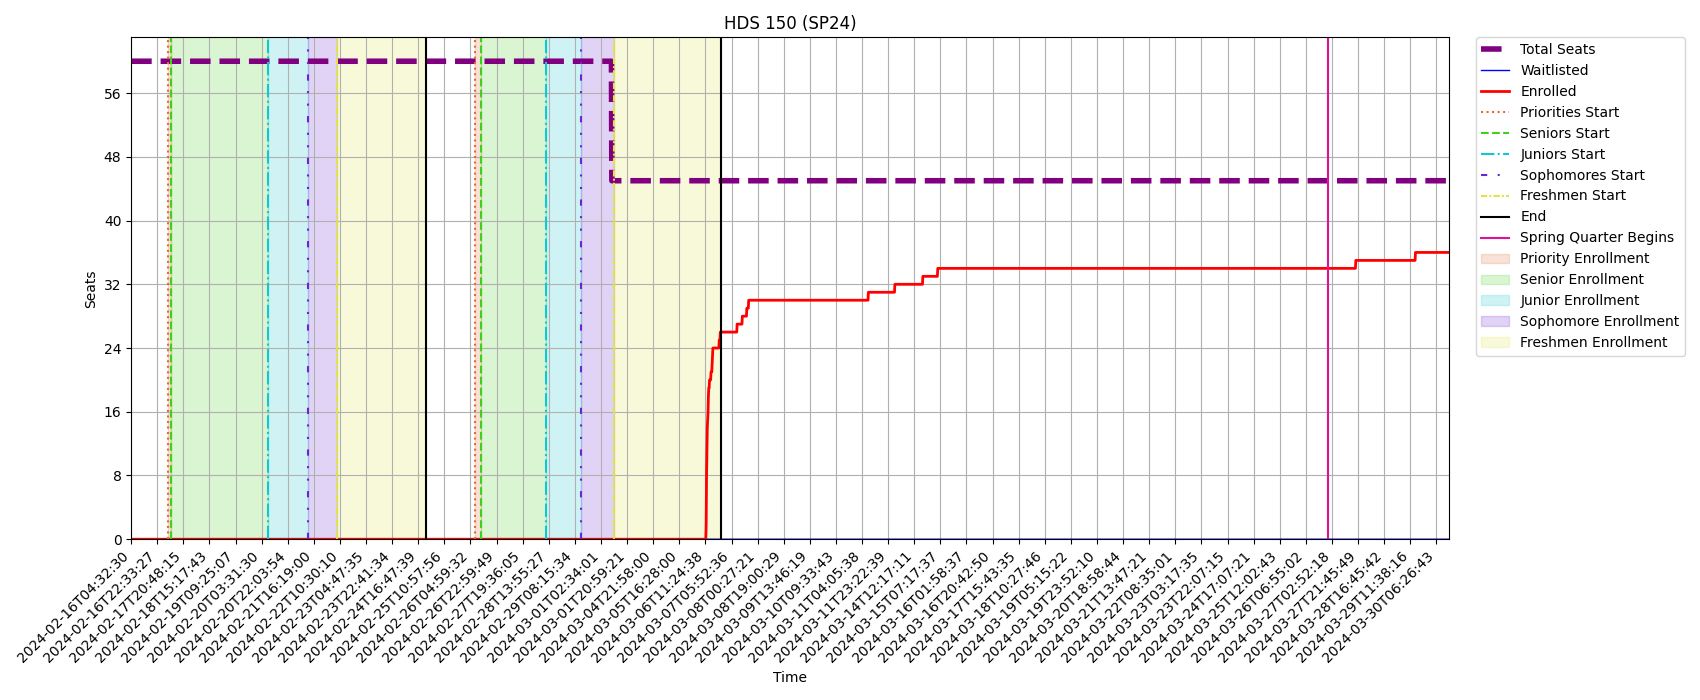 HDS 150 (SP24)
Total Seats
Waitlisted
Enrolled
Priorities Start
Seniors Start
Juniors Start
Sophomores Start
Freshmen Start
End
Spring Quarter Begins
Priority Enrollment
Senior Enrollment
Junior Enrollment
Sophomore Enrollment
Freshmen Enrollment
Seats
56
48
40
32
24
16
8
0
2024-02-16T04:32:30
2024-02-16T22:33:27
2024-02-17T20:48:15
2024-02-18T15:17:43
2024-02-19T09:25:07
2024-02-20T03:31:30
2024-02-20T22:03:54
2024-02-21T16:19:00
2024-02-22T10:30:10
2024-02-23T04:47:35
2024-02-23T22:41:34
2024-02-24T16:47:39
2024-02-25T10:57:56
2024-02-26T04:59:32
2024-02-26T22:59:49
2024-02-27T19:36:05
2024-02-28T13:55:27
2024-02-29T08:15:34
2024-03-01T02:34:01
2024-03-01T20:59:21
2024-03-04T21:58:00
2024-03-05T16:28:00
2024-03-06T11:24:38
2024-03-07T05:52:36
2024-03-08T00:27:21
2024-03-08T19:00:29
2024-03-09T13:46:19
2024-03-10T09:33:43
2024-03-11T04:05:38
2024-03-11T23:22:39
2024-03-14T12:17:11
2024-03-15T07:17:37
2024-03-16T01:58:37
2024-03-16T20:42:50
2024-03-17T15:43:35
2024-03-18T10:27:46
2024-03-19T05:15:22
2024-03-19T23:52:10
2024-03-20T18:58:44
2024-03-21T13:47:21
2024-03-22T08:35:01
2024-03-23T03:17:35
2024-03-23T22:07:15
2024-03-24T17:07:21
2024-03-25T12:02:43
2024-03-26T06:55:02
2024-03-27T02:52:18
2024-03-27T21:45:49
2024-03-28T16:45:42
2024-03-29T11:38:16
2024-03-30T06:26:43
Time